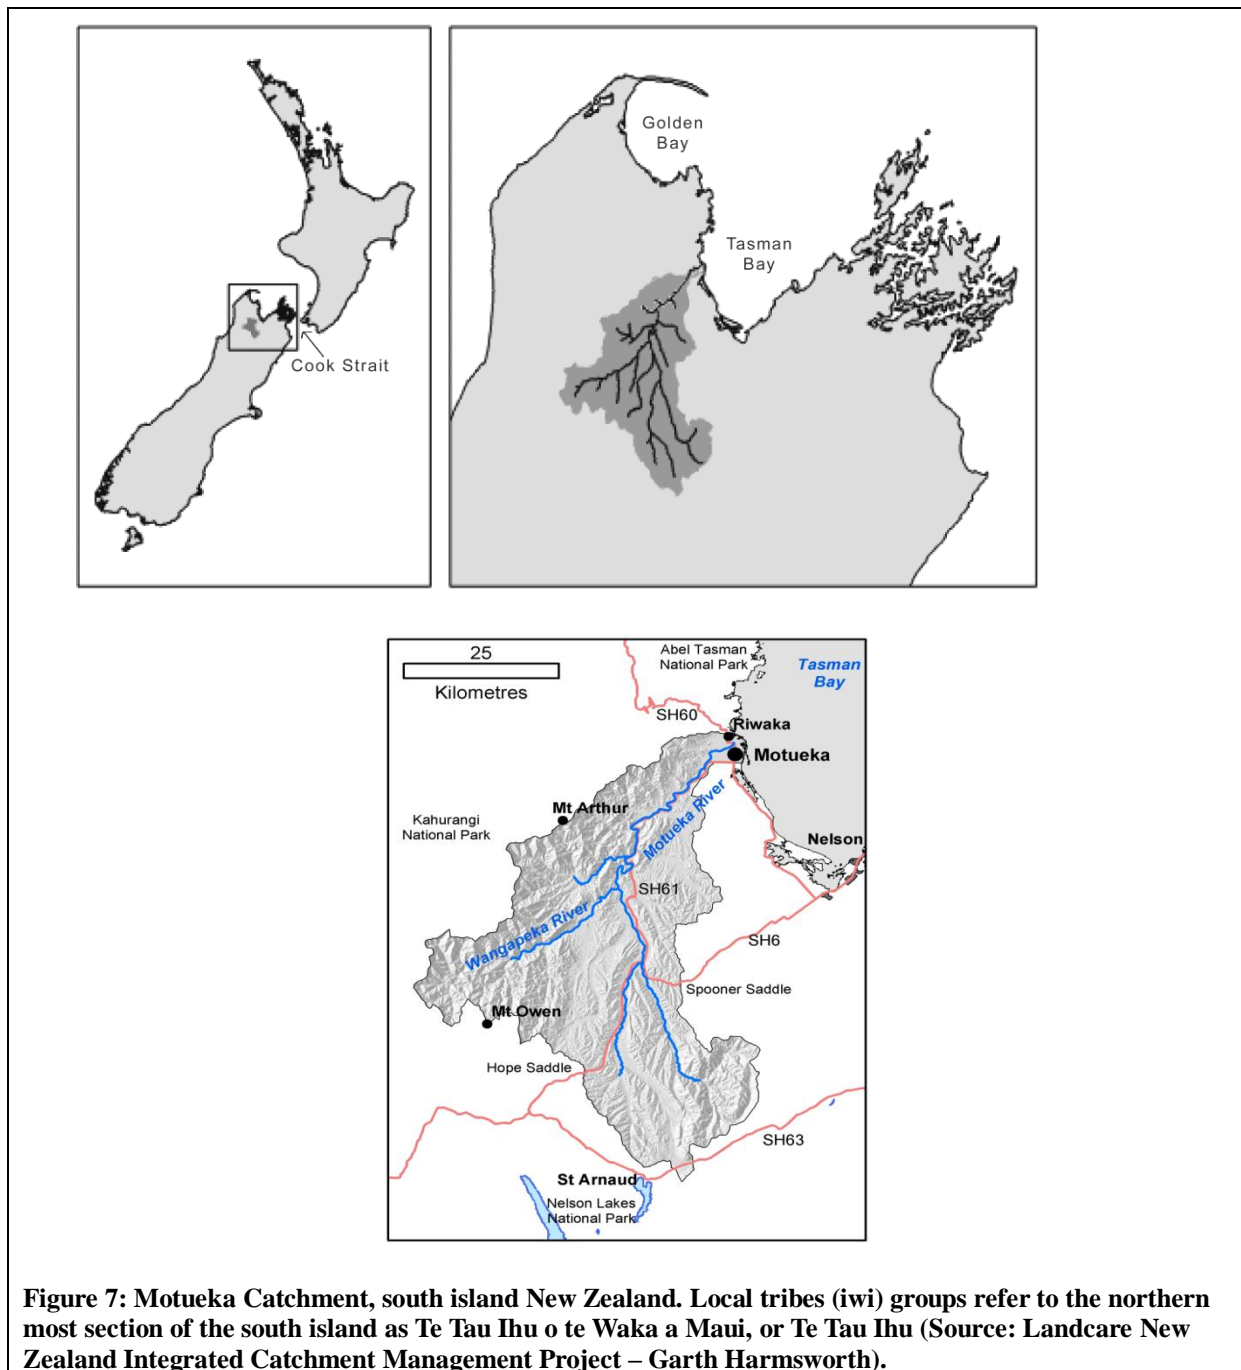 Cook Strait
Golden
Bay
Tasman
Bay
25
Kilometres
Abel Tasman
National Park
Tasman
Bay
SH60
Riwaka
Motueka
Mt Arthur
Kahurangi
National Park
Motueka River
Nelson
SH61
Wangapeka River
SH6
Spooner Saddle
Mt Owen
Hope Saddle
SH63
St Arnaud
Nelson Lakes
National Park
Figure 7: Motueka Catchment, south island New Zealand. Local tribes (iwi) groups refer to the northern
most section of the south island as Te Tau Ihu o te Waka a Maui, or Te Tau Ihu (Source: Landcare New
Zealand Integrated Catchment Management Project – Garth Harmsworth).